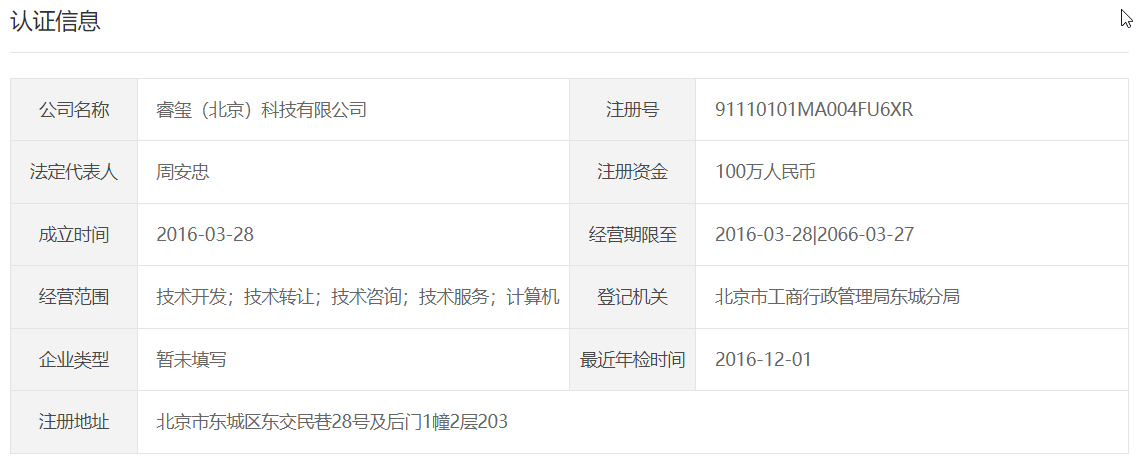 认证信息
公司名称 睿玺（北京）科技有限公司 注册号 91110101MA004FU6XR
法定代表人 周安忠 注册资金 100万人民币
成立时间 2016-03-28 经营期限至 2016-03-28|2066-03-27
经营范围 技术开发；技术转让；技术咨询；技术服务；计算机 登记机关 北京市工商行政管理局东城分局
企业类型 暂未填写 最近年检时间 2016-12-01
注册地址 北京市东城区东交民巷28号及后门1幢2层203